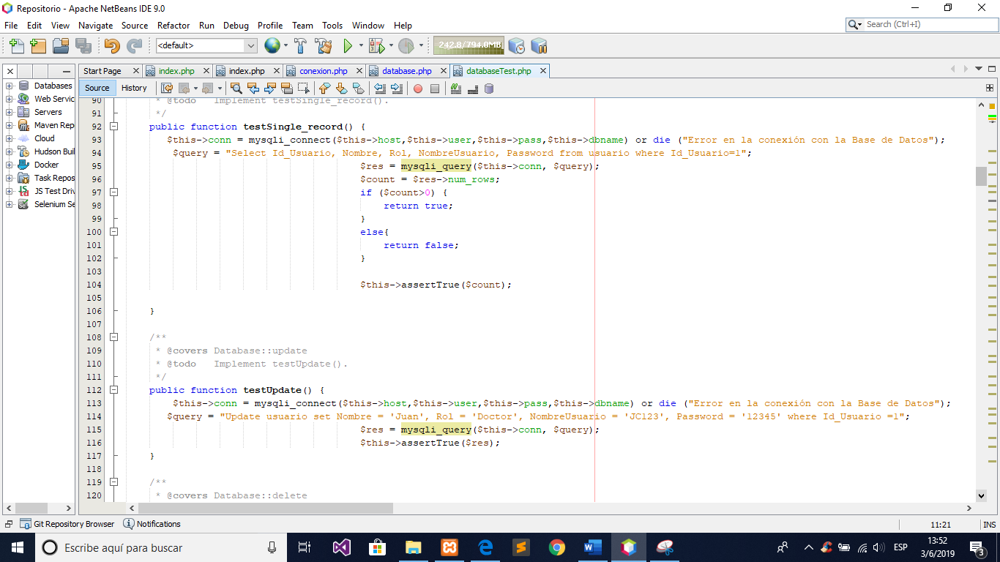 Repositorio - Apache NetBeans IDE 9.0
File Edit View Navigate Source Refactor Run Debug Profile Team Tools Window Help
Search (Ctrl+I)
<default>
242.8/794.0MB
Start Page index.php index.php conexion.php database.php databaseTest.php
Source History
Databases
Web Servic
Servers
Maven Rep
Cloud
Hudson Buil
Docker
Task Repos
JS Test Driv
Selenium Se
90 * @todo Implement testSingle_record().
91 */
92 public function testSingle_record() {
93 $this->conn = mysqli_connect($this->host,$this->user,$this->pass,$this->dbname) or die ("Error en la conexión con la Base de Datos");
94 $query = "Select Id_Usuario, Nombre, Rol, NombreUsuario, Password from usuario where Id_Usuario=1";
95 $res = mysqli_query($this->conn, $query);
96 $count = $res->num_rows;
97 if ($count>0) {
98 return true;
99 }
100 else{
101 return false;
102 }
103
104 $this->assertTrue($count);
105
106 }
107
108 /**
109 * @covers Database::update
110 * @todo Implement testUpdate().
111 */
112 public function testUpdate() {
113 $this->conn = mysqli_connect($this->host,$this->user,$this->pass,$this->dbname) or die ("Error en la conexión con la Base de Datos");
114 $query = "Update usuario set Nombre = 'Juan', Rol = 'Doctor', NombreUsuario = 'JC123', Password = '12345' where Id_Usuario =1";
115 $res = mysqli_query($this->conn, $query);
116 $this->assertTrue($res);
117 }
118
119 /**
120 * @covers Database::delete
Git Repository Browser Notifications
11:21 INS
Escribe aquí para buscar
ESP
13:52
3/6/2019
3